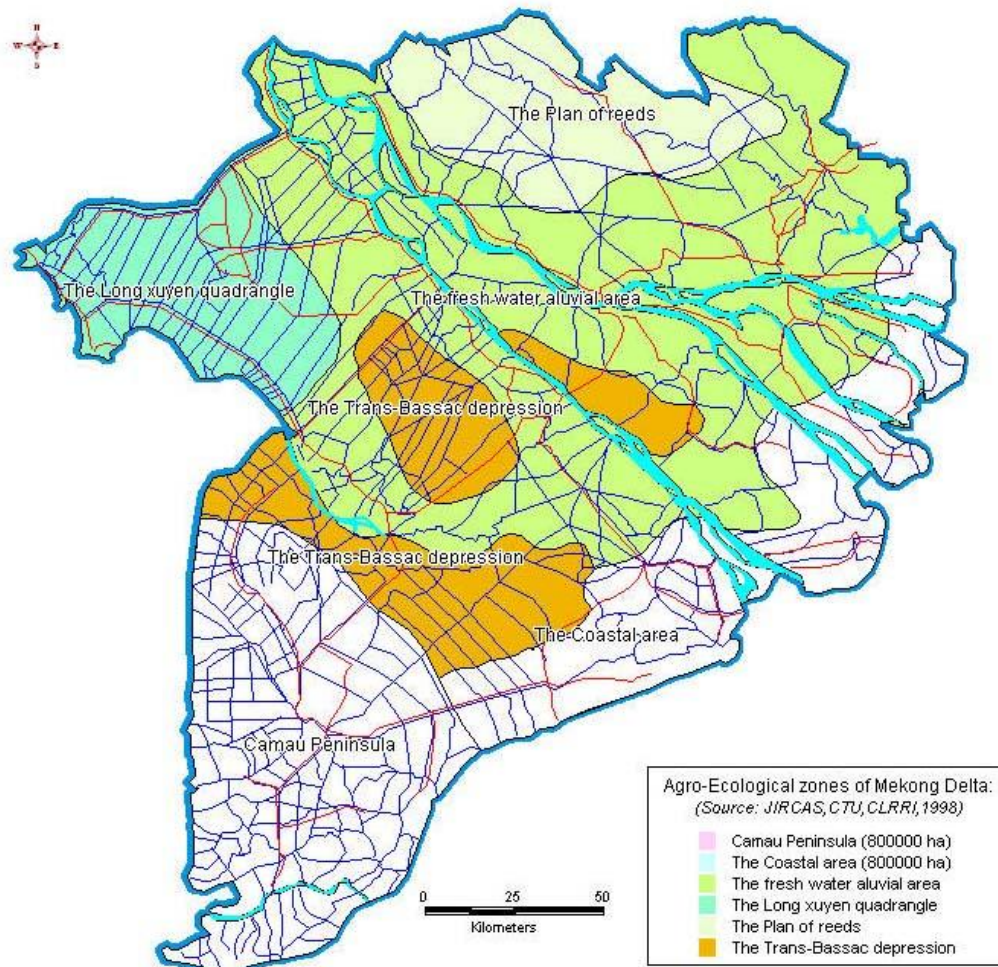 N
W E
S
The Plan of reeds
The Long xuyen quadrangle
The fresh water aluvial area
The Trans-Bassac depression
The Trans-Bassac depression
The Coastal area
Camau Peninsula
0 25 50
Kilometers
Agro-Ecological zones of Mekong Delta:
(Source: JIRCAS,CTU,CLRRI,1998)
Camau Peninsula (800000 ha)
The Coastal area (800000 ha)
The fresh water aluvial area
The Long xuyen quadrangle
The Plan of reeds
The Trans-Bassac depression